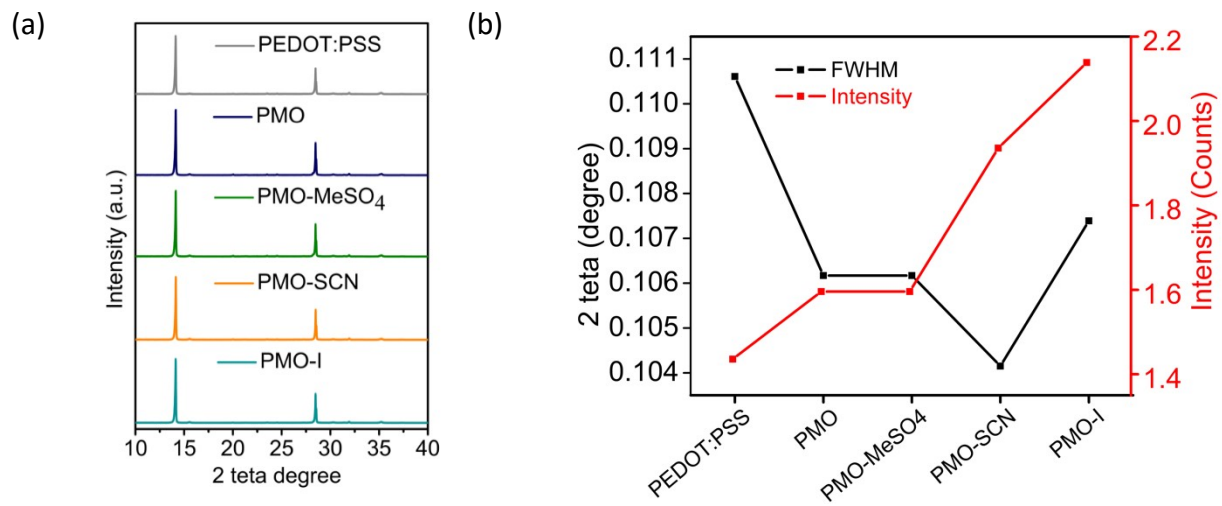 (a)
PEDOT:PSS
PMO
PMO-MeSO4
PMO-SCN
PMO-I
Intensity (a.u.)
10 15 20 25 30 35 40
2 teta degree
(b)
FWHM
Intensity
2 teta (degree)
0.111
0.110
0.109
0.108
0.107
0.106
0.105
0.104
2.2
2.0
1.8
1.6
1.4
Intensity (Counts)
PEDOT:PSS
PMO
PMO-MeSO4
PMO-SCN
PMO-I